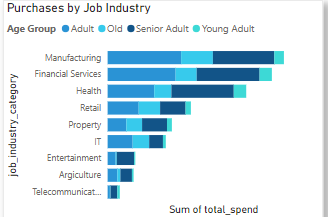 Purchases by Job Industry
Age Group Adult Old Senior Adult Young Adult
job_industry_category
Manufacturing
Financial Services
Health
Retail
Property
IT
Entertainment
Argiculture
Telecommunicat...
Sum of total_spend